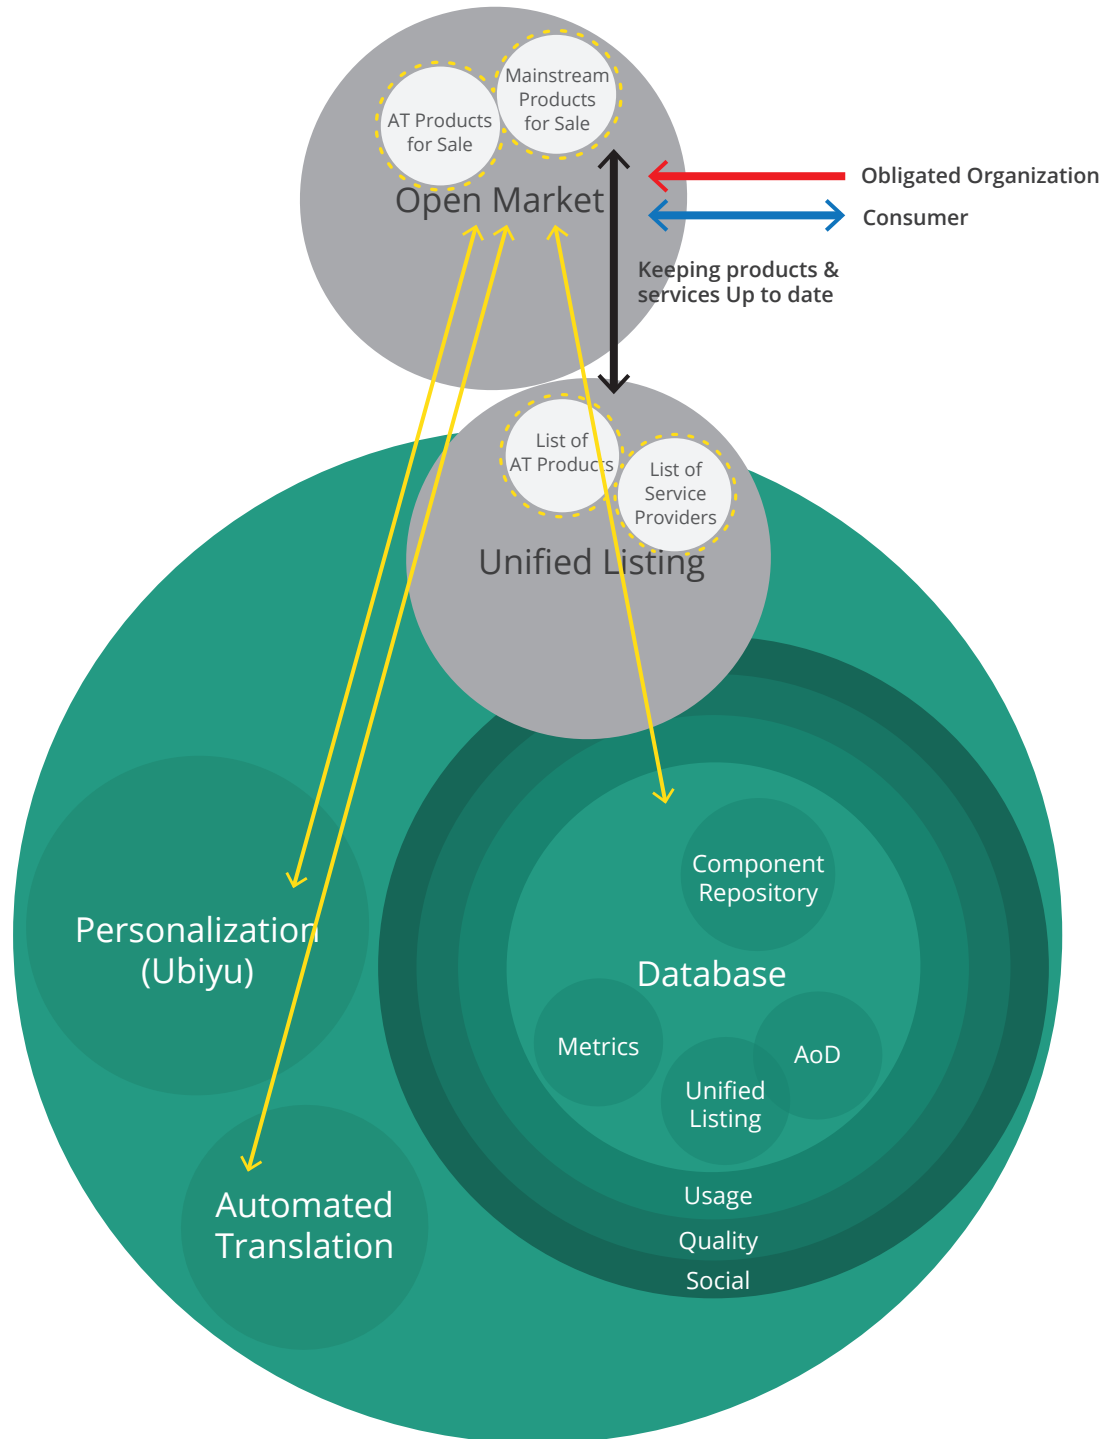 Mainstream
Products
for Sale
AT Products
for Sale
Open Market
Obligated Organization
Consumer
Keeping products &
services Up to date
List of
AT Products
List of
Service
Providers
Unified Listing
Component
Repository
Personalization
(Ubiyu)
Database
Metrics
AoD
Unified
Listing
Automated
Translation
Usage
Quality
Social